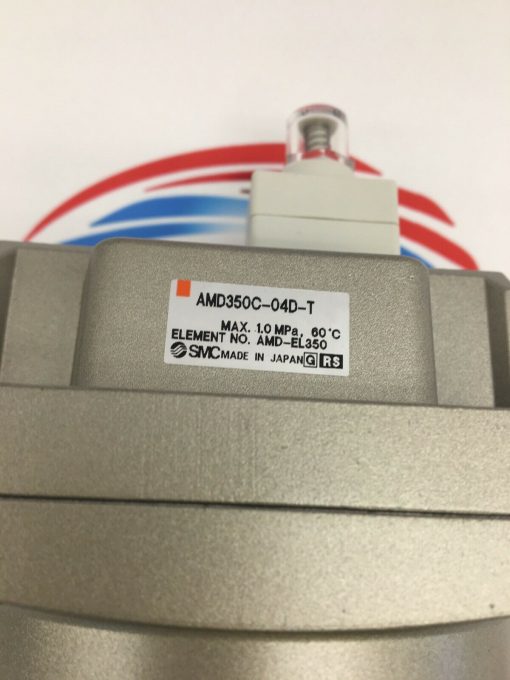 AMD350C-04D-T
MAX. 1.0 MPa, 60°C
ELEMENT NO. AMD-EL350
SMC MADE IN JAPAN G RS